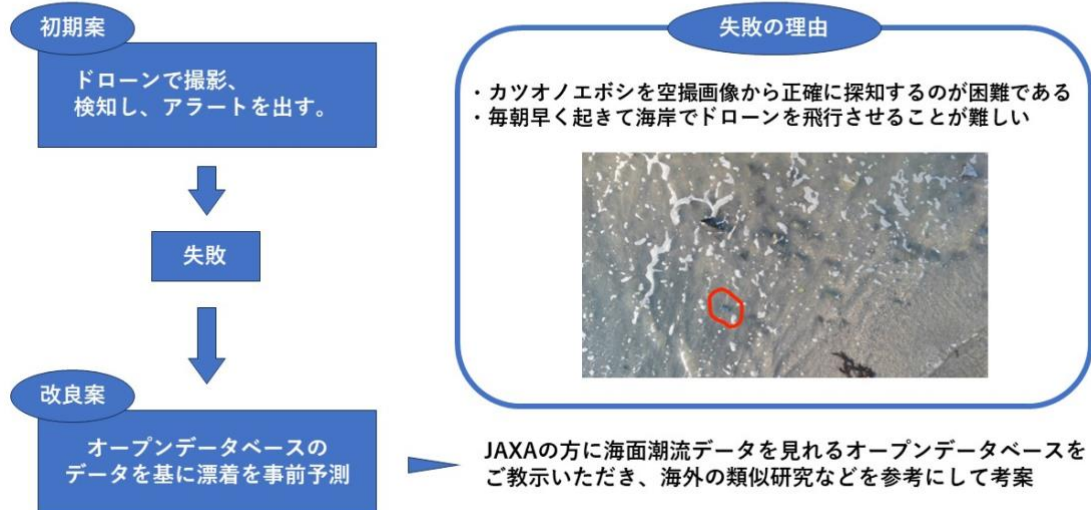 初期案
ドローンで撮影、
検知し、アラートを出す。
失敗
改良案
オープンデータベースの
データを基に漂着を事前予測
失敗の理由
・カツオノエボシを空撮画像から正確に探知するのが困難である
・毎朝早く起きて海岸でドローンを飛行させることが難しい
JAXAの方に海面潮流データを見れるオープンデータベースを
ご教示いただき、海外の類似研究などを参考にして考案